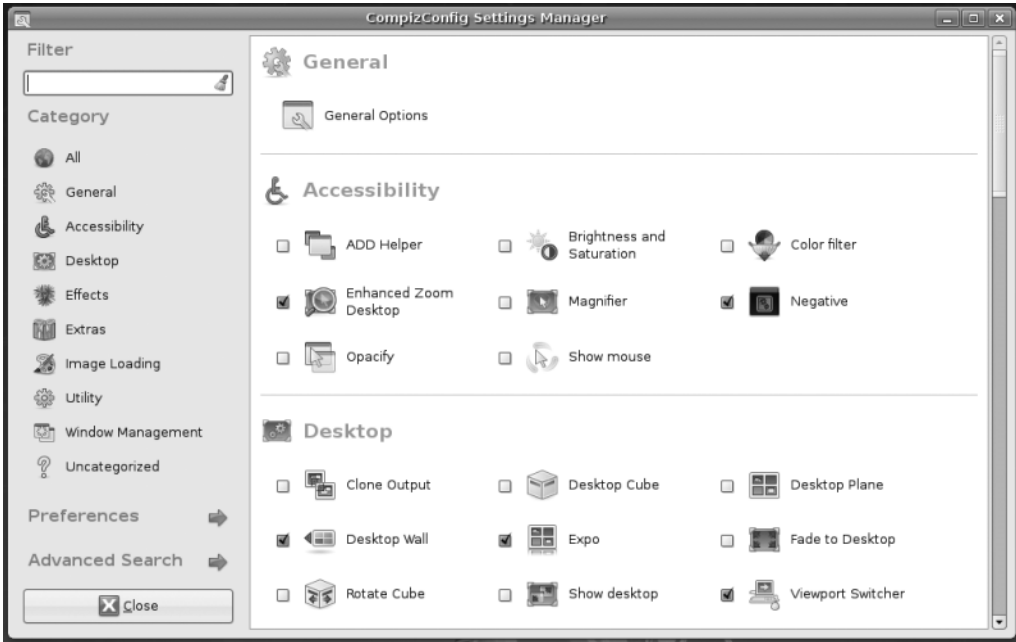 CompizConfig Settings Manager
Filter
Category
All
General
Accessibility
Desktop
Effects
Extras
Image Loading
Utility
Window Management
Uncategorized
Preferences
Advanced Search
Close
General
General Options
Accessibility
ADD Helper
Brightness and
Saturation
Color filter
Enhanced Zoom
Desktop
Magnifier
Negative
Opacify
Show mouse
Desktop
Clone Output
Desktop Cube
Desktop Plane
Desktop Wall
Expo
Fade to Desktop
Rotate Cube
Show desktop
Viewport Switcher